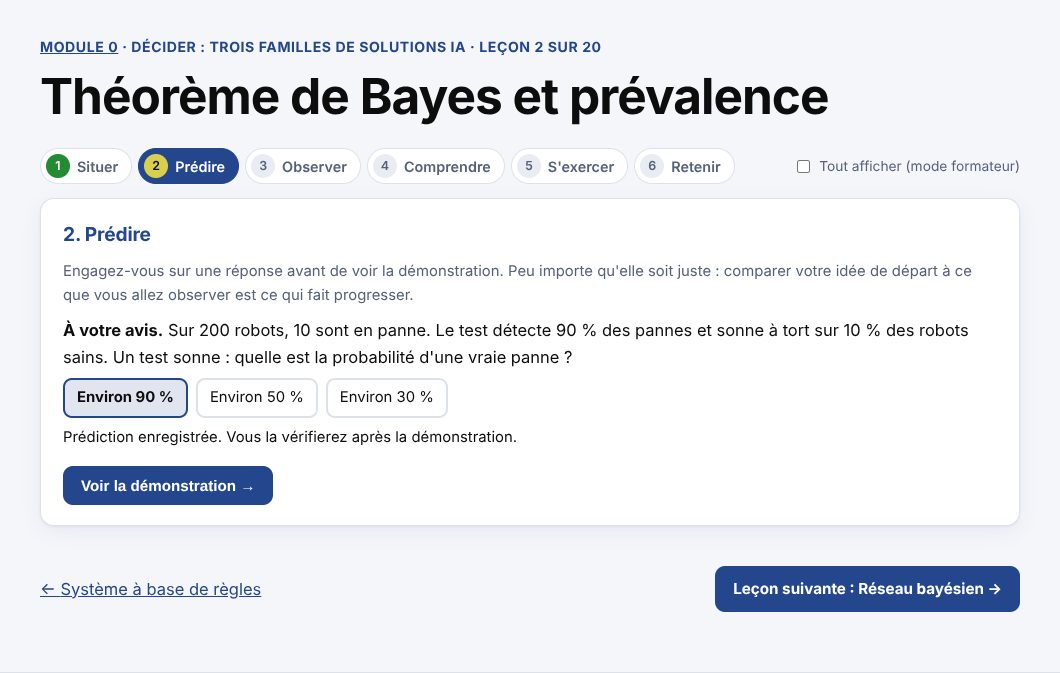 MODULE 0 · DÉCIDER : TROIS FAMILLES DE SOLUTIONS IA · LEÇON 2 SUR 20
Théorème de Bayes et prévalence
1 Situer 2 Prédire 3 Observer 4 Comprendre 5 S'exercer 6 Retenir Tout afficher (mode formateur)
2. Prédire
Engagez-vous sur une réponse avant de voir la démonstration. Peu importe qu'elle soit juste : comparer votre idée de départ à ce
que vous allez observer est ce qui fait progresser.
À votre avis. Sur 200 robots, 10 sont en panne. Le test détecte 90 % des pannes et sonne à tort sur 10 % des robots
sains. Un test sonne : quelle est la probabilité d'une vraie panne ?
Environ 90 % Environ 50 % Environ 30 %
Prédiction enregistrée. Vous la vérifierez après la démonstration.
Voir la démonstration →
← Système à base de règles Leçon suivante : Réseau bayésien →